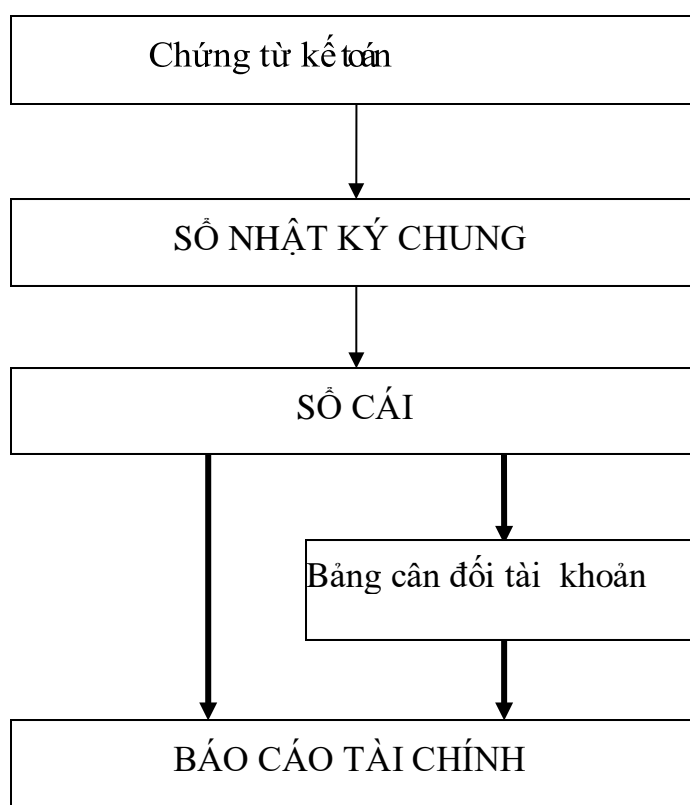 Chứng từ kế toán
SỔ NHẬT KÝ CHUNG
SỔ CÁI
Bảng cân đối tài khoản
BÁO CÁO TÀI CHÍNH